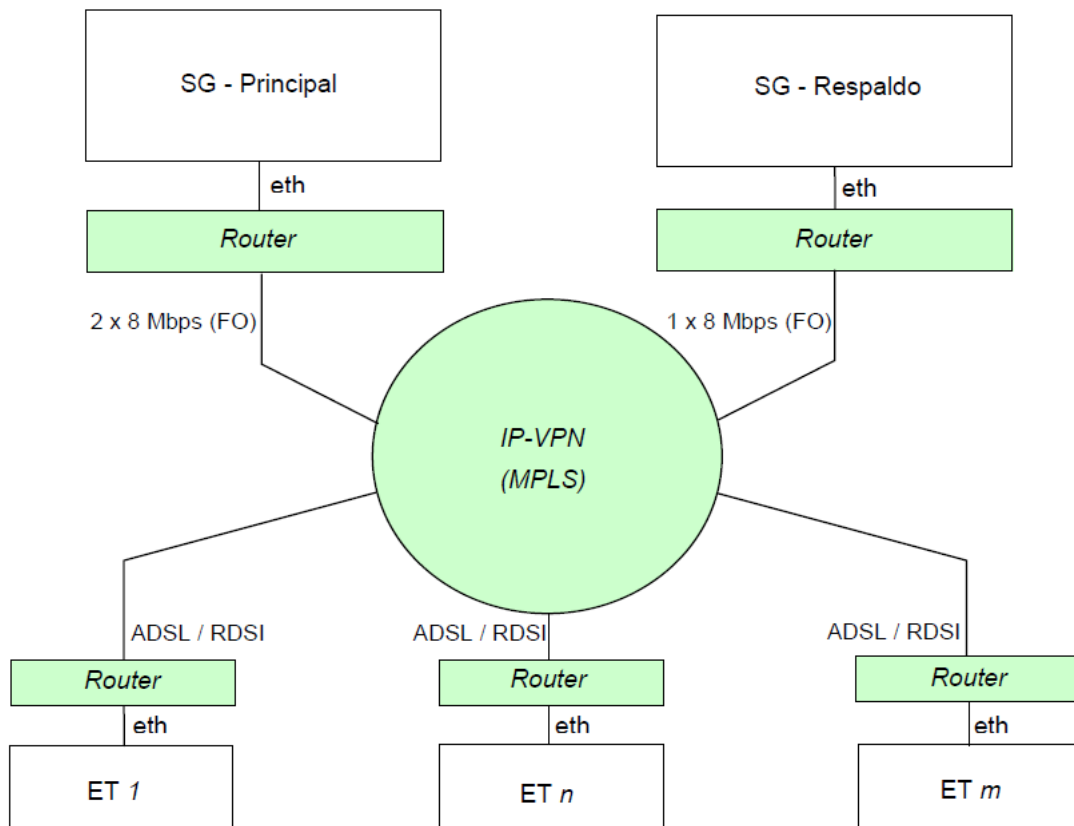 SG - Principal
SG - Respaldo
eth
eth
Router
Router
2 x 8 Mbps (FO)
1 x 8 Mbps (FO)
IP-VPN
(MPLS)
ADSL / RDSI
ADSL / RDSI
ADSL / RDSI
Router
Router
Router
eth
eth
eth
ET 1
ET n
ET m